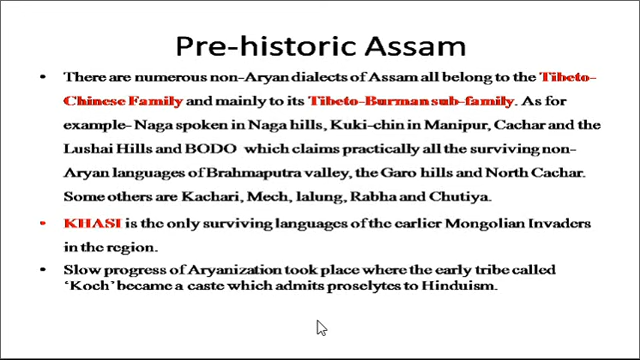 Pre-historic Assam
• There are numerous non-Aryan dialects of Assam all belong to the Tibeto-
Chinese Family and mainly to its Tibeto-Burman sub-family. As for
example- Naga spoken in Naga hills, Kuki-chin in Manipur, Cachar and the
Lushai Hills and BODO which claims practically all the surviving non-
Aryan languages of Brahmaputra valley, the Garo hills and North Cachar.
Some others are Kachari, Mech, lalung, Rabha and Chutiya.
• KHASI is the only surviving languages of the earlier Mongolian Invaders
in the region.
• Slow progress of Aryanization took place where the early tribe called
‘Koch’ became a caste which admits proselytes to Hinduism.